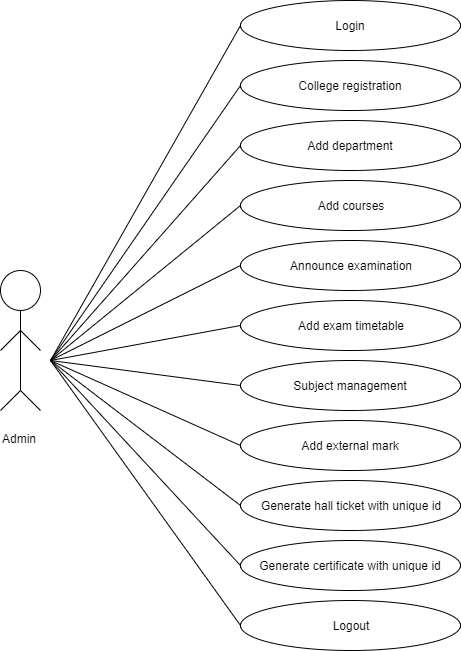 Login
College registration
Add department
Add courses
Announce examination
Add exam timetable
Subject management
Admin
Add external mark
Generate hall ticket with unique id
Generate certificate with unique id
Logout